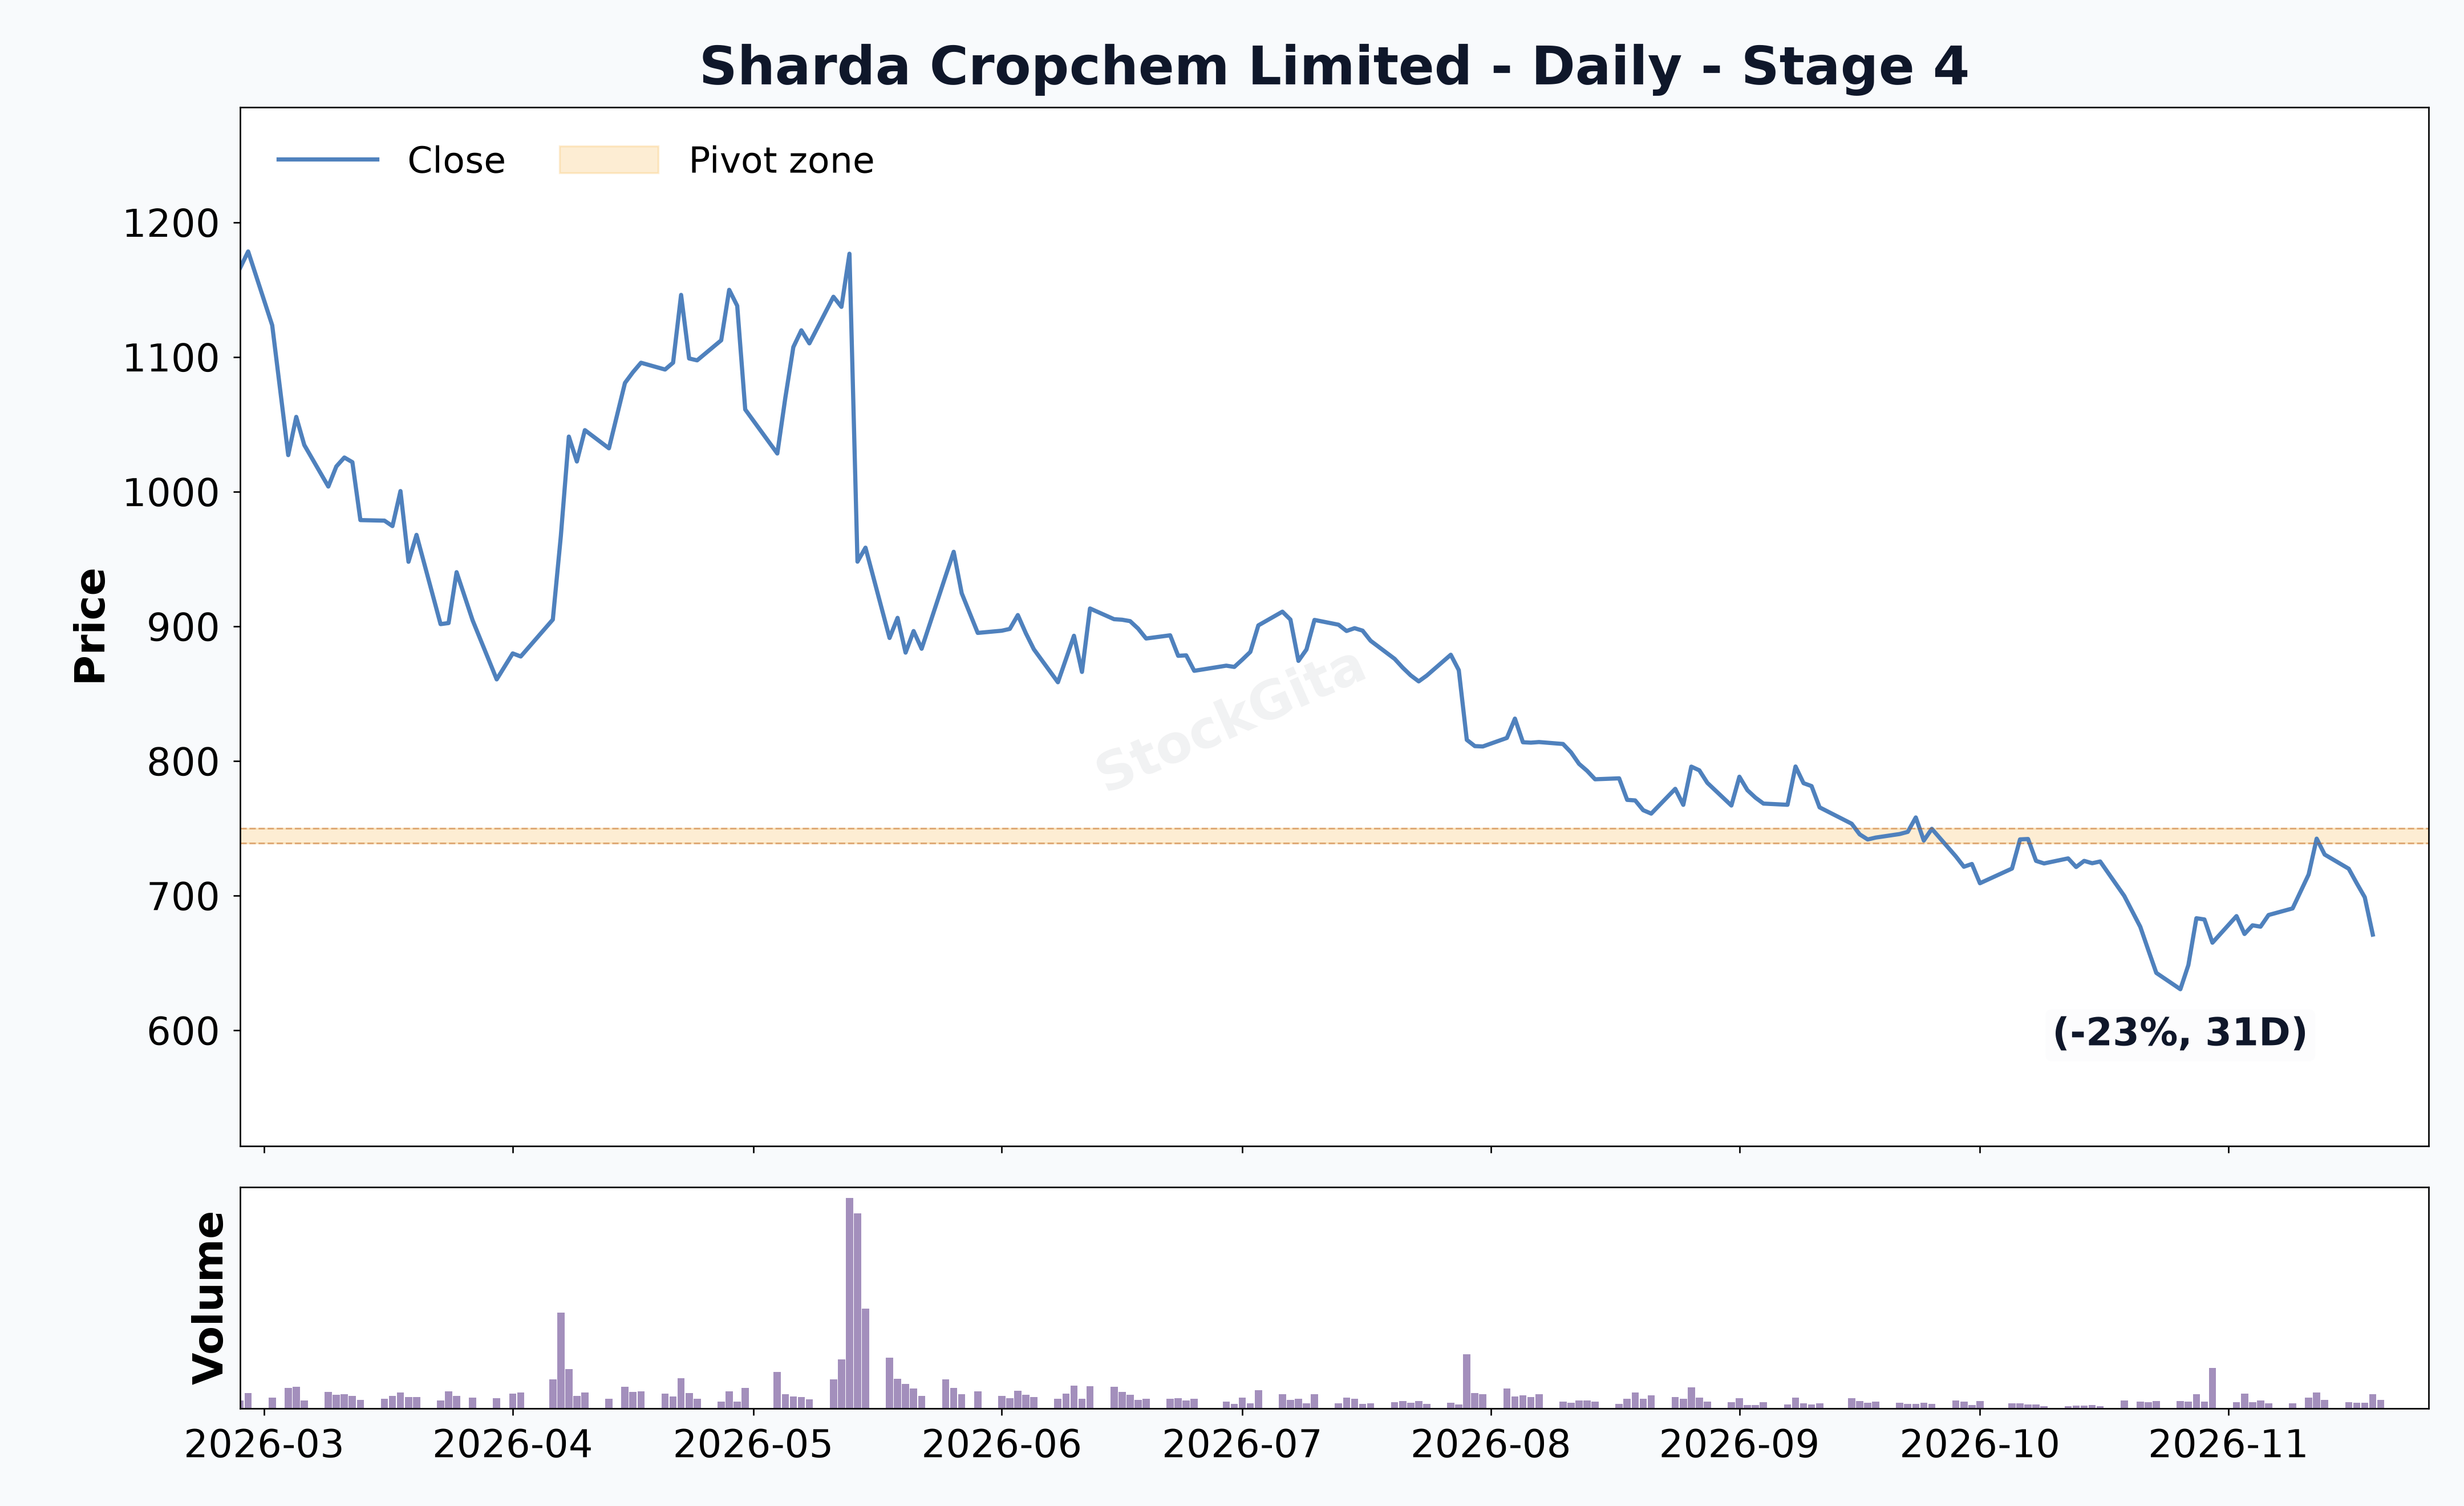 Sharda Cropchem Limited - Daily - Stage 4
Close
Pivot zone
1200
1100
1000
900
800
700
600
Price
StockGita
(-23%, 31D)
Volume
2026-03
2026-04
2026-05
2026-06
2026-07
2026-08
2026-09
2026-10
2026-11